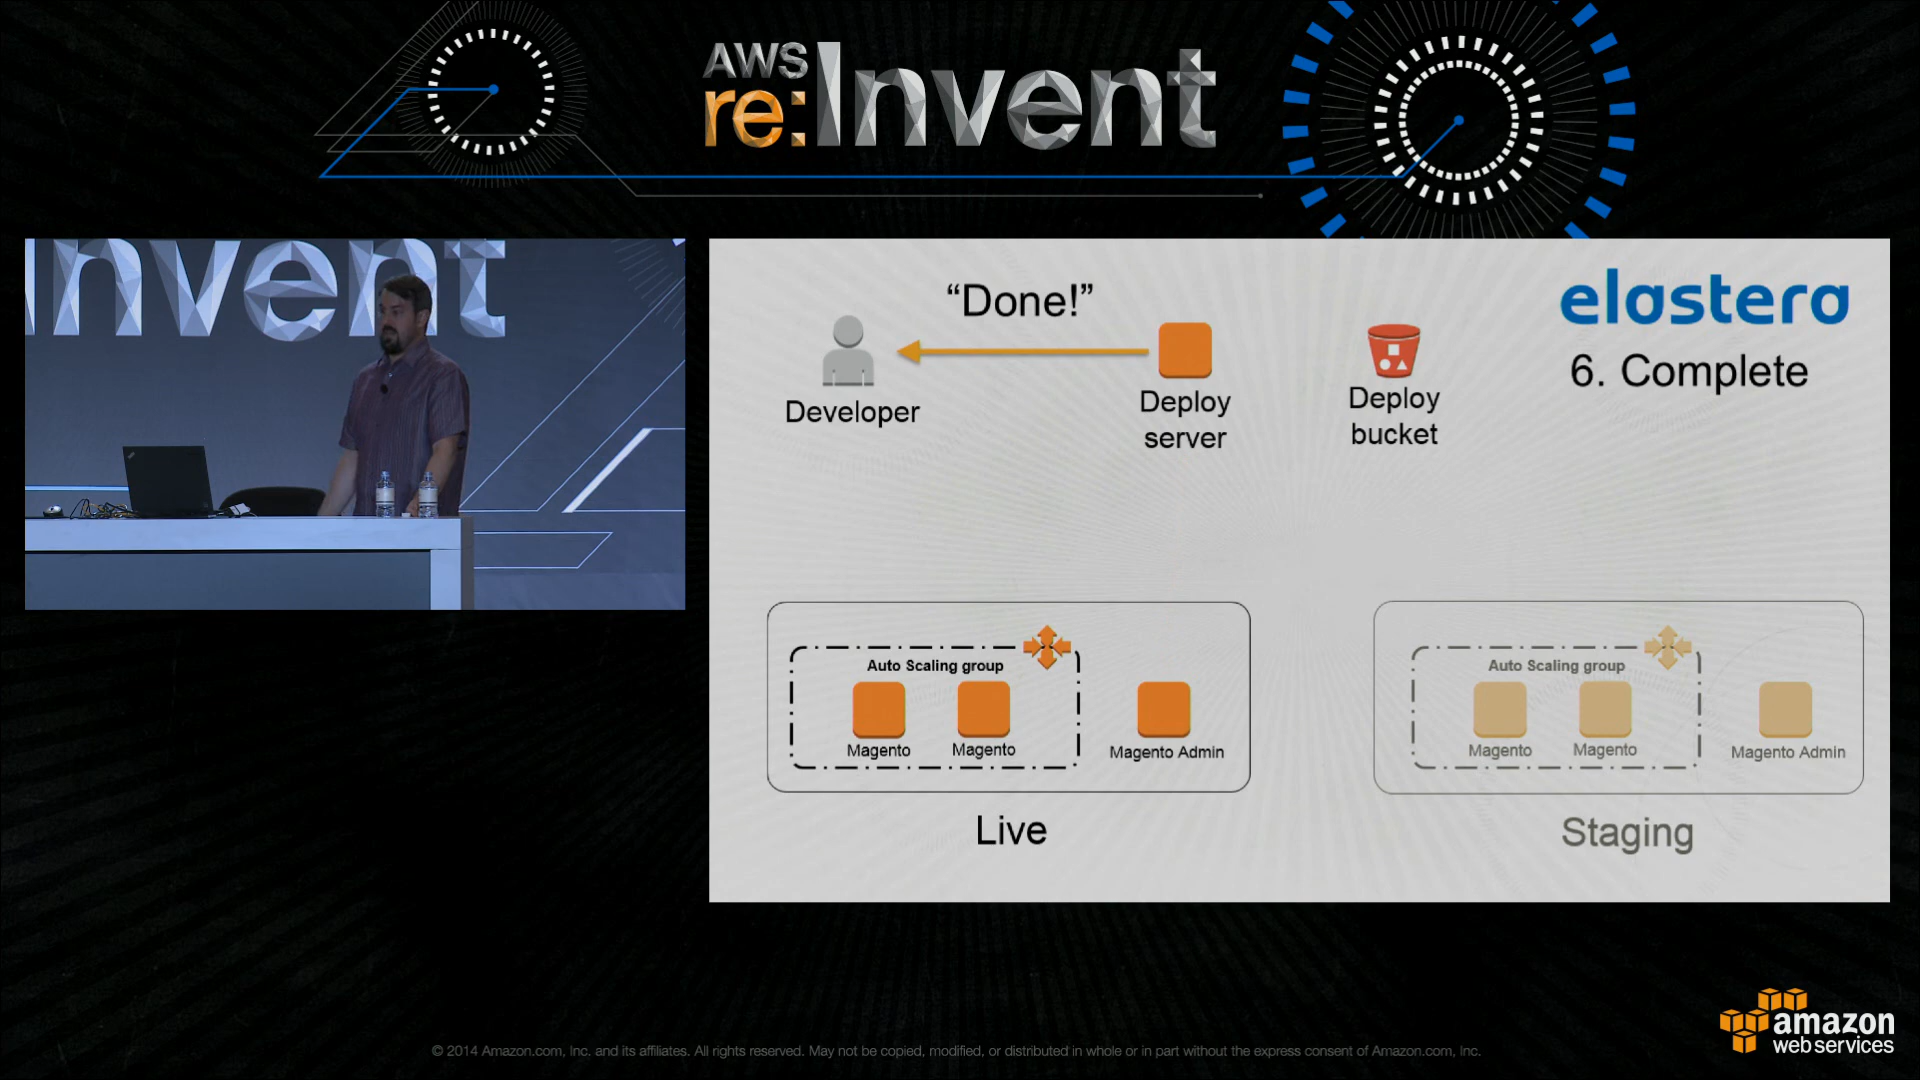 AWS
re:Invent
Invent
“Done!”
elastera
6. Complete
Developer
Deploy
server
Deploy
bucket
Auto Scaling group
Magento
Magento
Magento Admin
Live
Auto Scaling group
Magento
Magento
Magento Admin
Staging
amazon
web services
© 2014 Amazon.com, Inc. and its affiliates. All rights reserved. May not be copied, modified, or distributed in whole or in part without the express consent of Amazon.com, Inc.